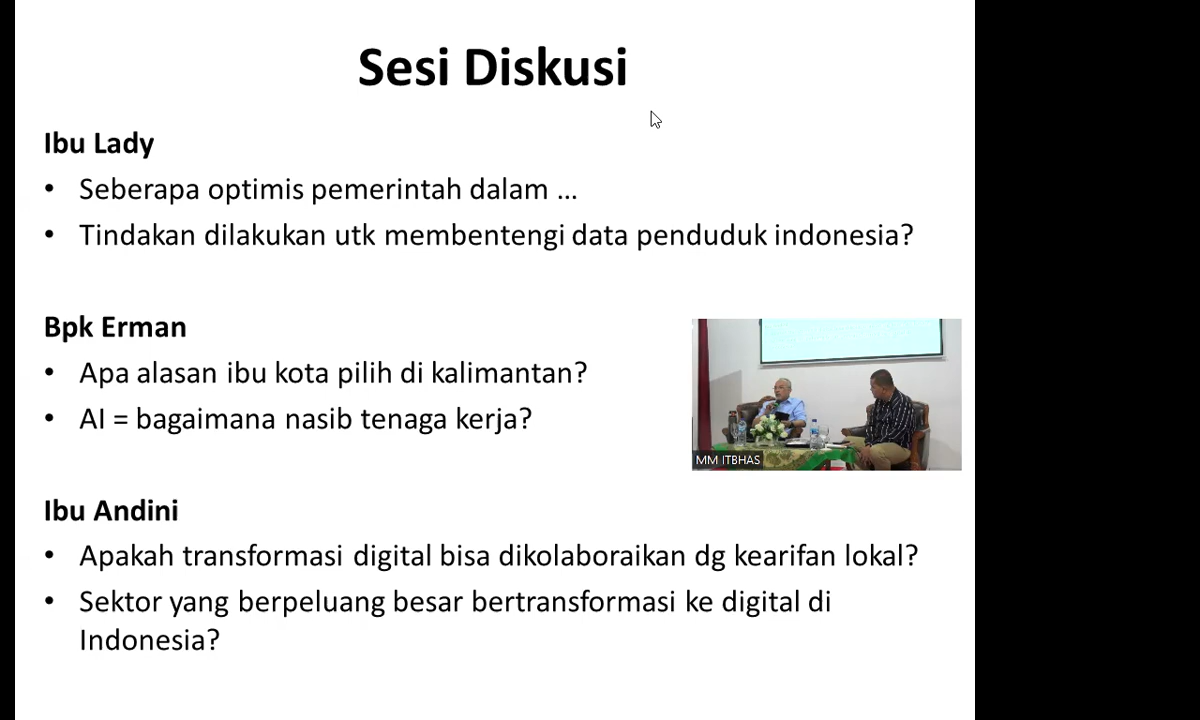 Sesi Diskusi
Ibu Lady
• Seberapa optimis pemerintah dalam ...
• Tindakan dilakukan utk membentengi data penduduk indonesia?
Bpk Erman
• Apa alasan ibu kota pilih di kalimantan?
• AI = bagaimana nasib tenaga kerja?
MM ITBHAS
Ibu Andini
• Apakah transformasi digital bisa dikolaboraikan dg kearifan lokal?
• Sektor yang berpeluang besar bertransformasi ke digital di
Indonesia?